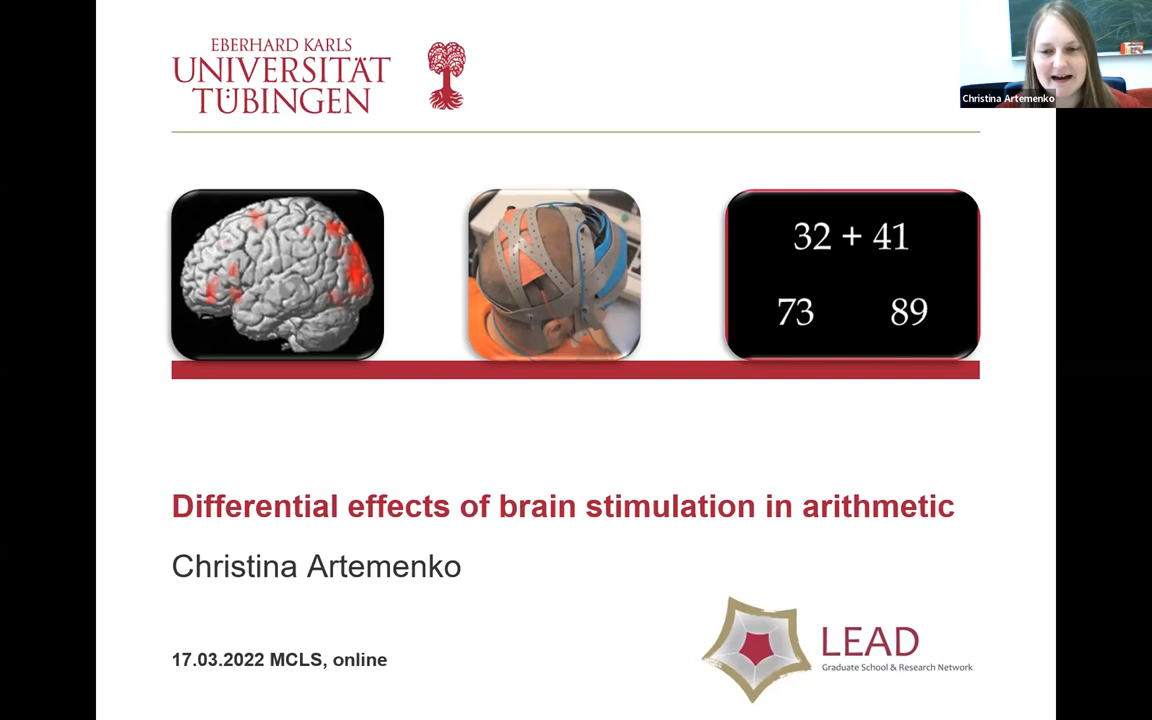 EBERHARD KARLS
UNIVERSITÄT
TÜBINGEN
Christina Artemenko
32 + 41
73 89
Differential effects of brain stimulation in arithmetic
Christina Artemenko
17.03.2022 MCLS, online
LEAD
Graduate School & Research Network